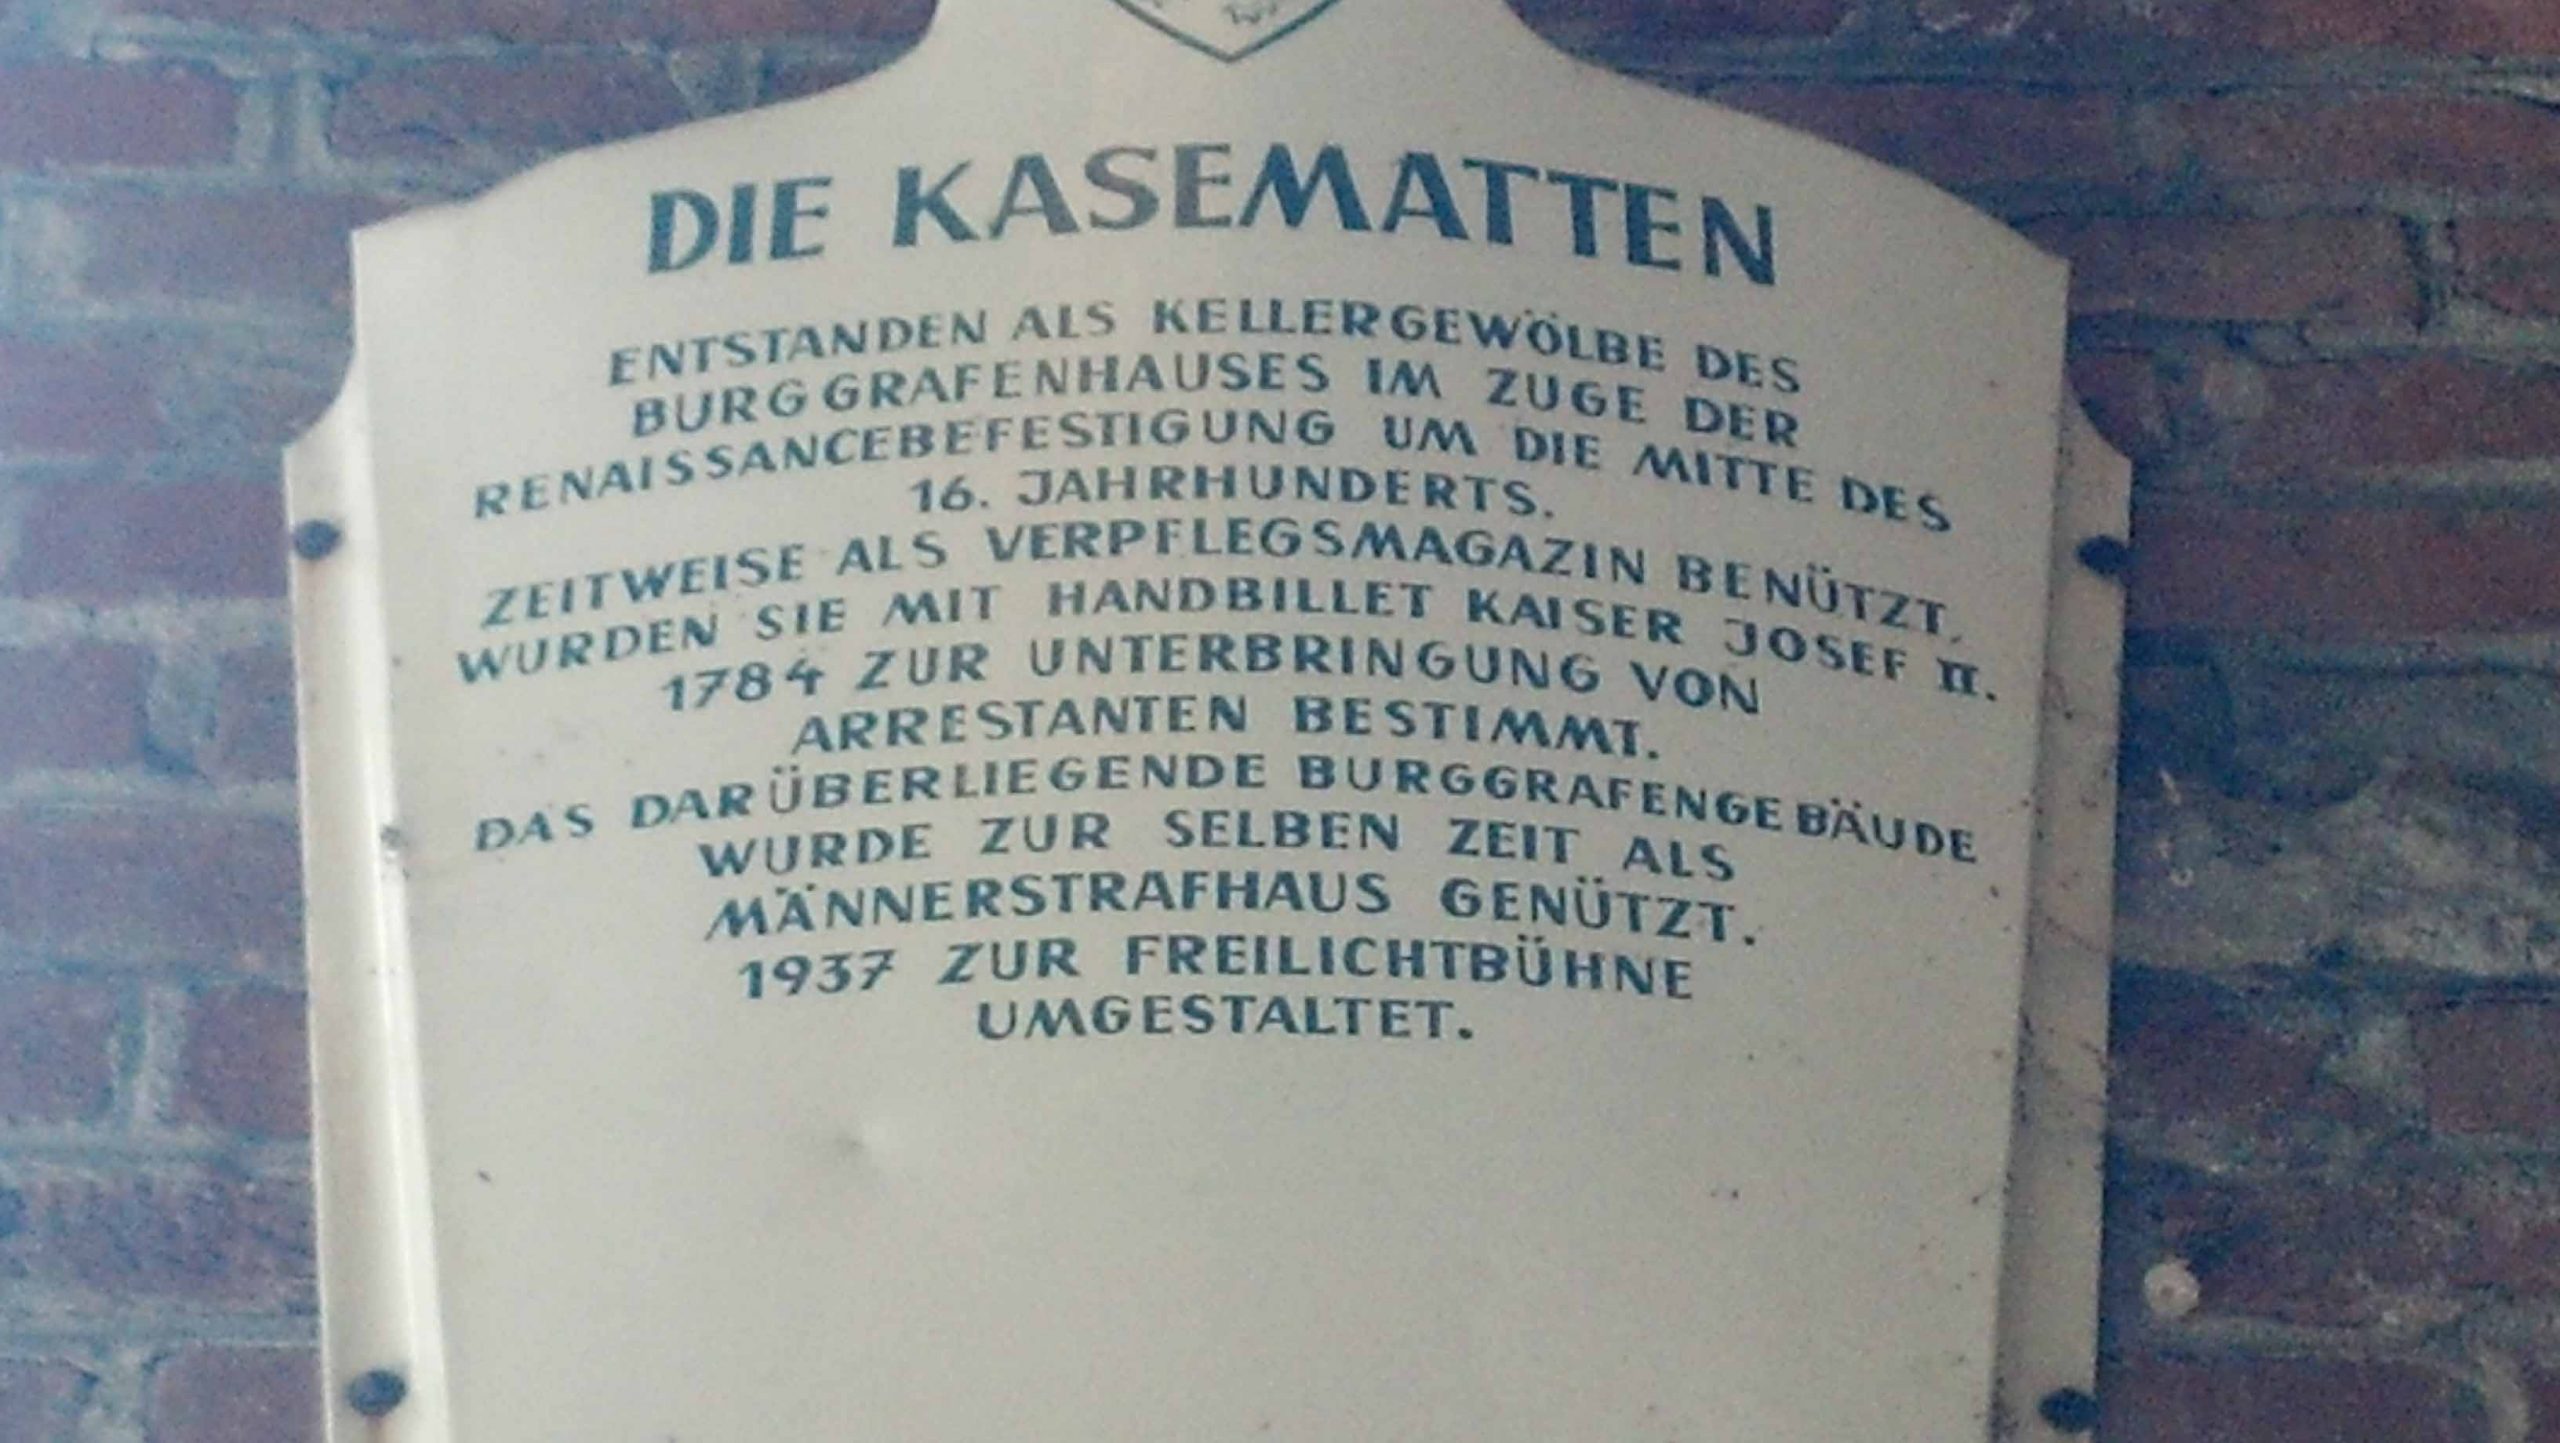 DIE KASEMATTEN
ENTSTANDEN ALS KELLERGEWÖLBE DES
BURGGRAFENHAUSES IM ZUGE DER
RENAISSANCEBEFESTIGUNG UM DIE MITTE DES
16. JAHRHUNDERTS.
ZEITWEISE ALS VERPFLEGSMAGAZIN BENÜTZT,
WURDEN SIE MIT HANDBILLET KAISER JOSEF II.
1784 ZUR UNTERBRINGUNG VON
ARRESTANTEN BESTIMMT.
DAS DARÜBERLIEGENDE BURGGRAFENGEBÄUDE
WURDE ZUR SELBEN ZEIT ALS
MÄNNERSTRAFHAUS GENÜTZT.
1937 ZUR FREILICHTBÜHNE
UMGESTALTET.